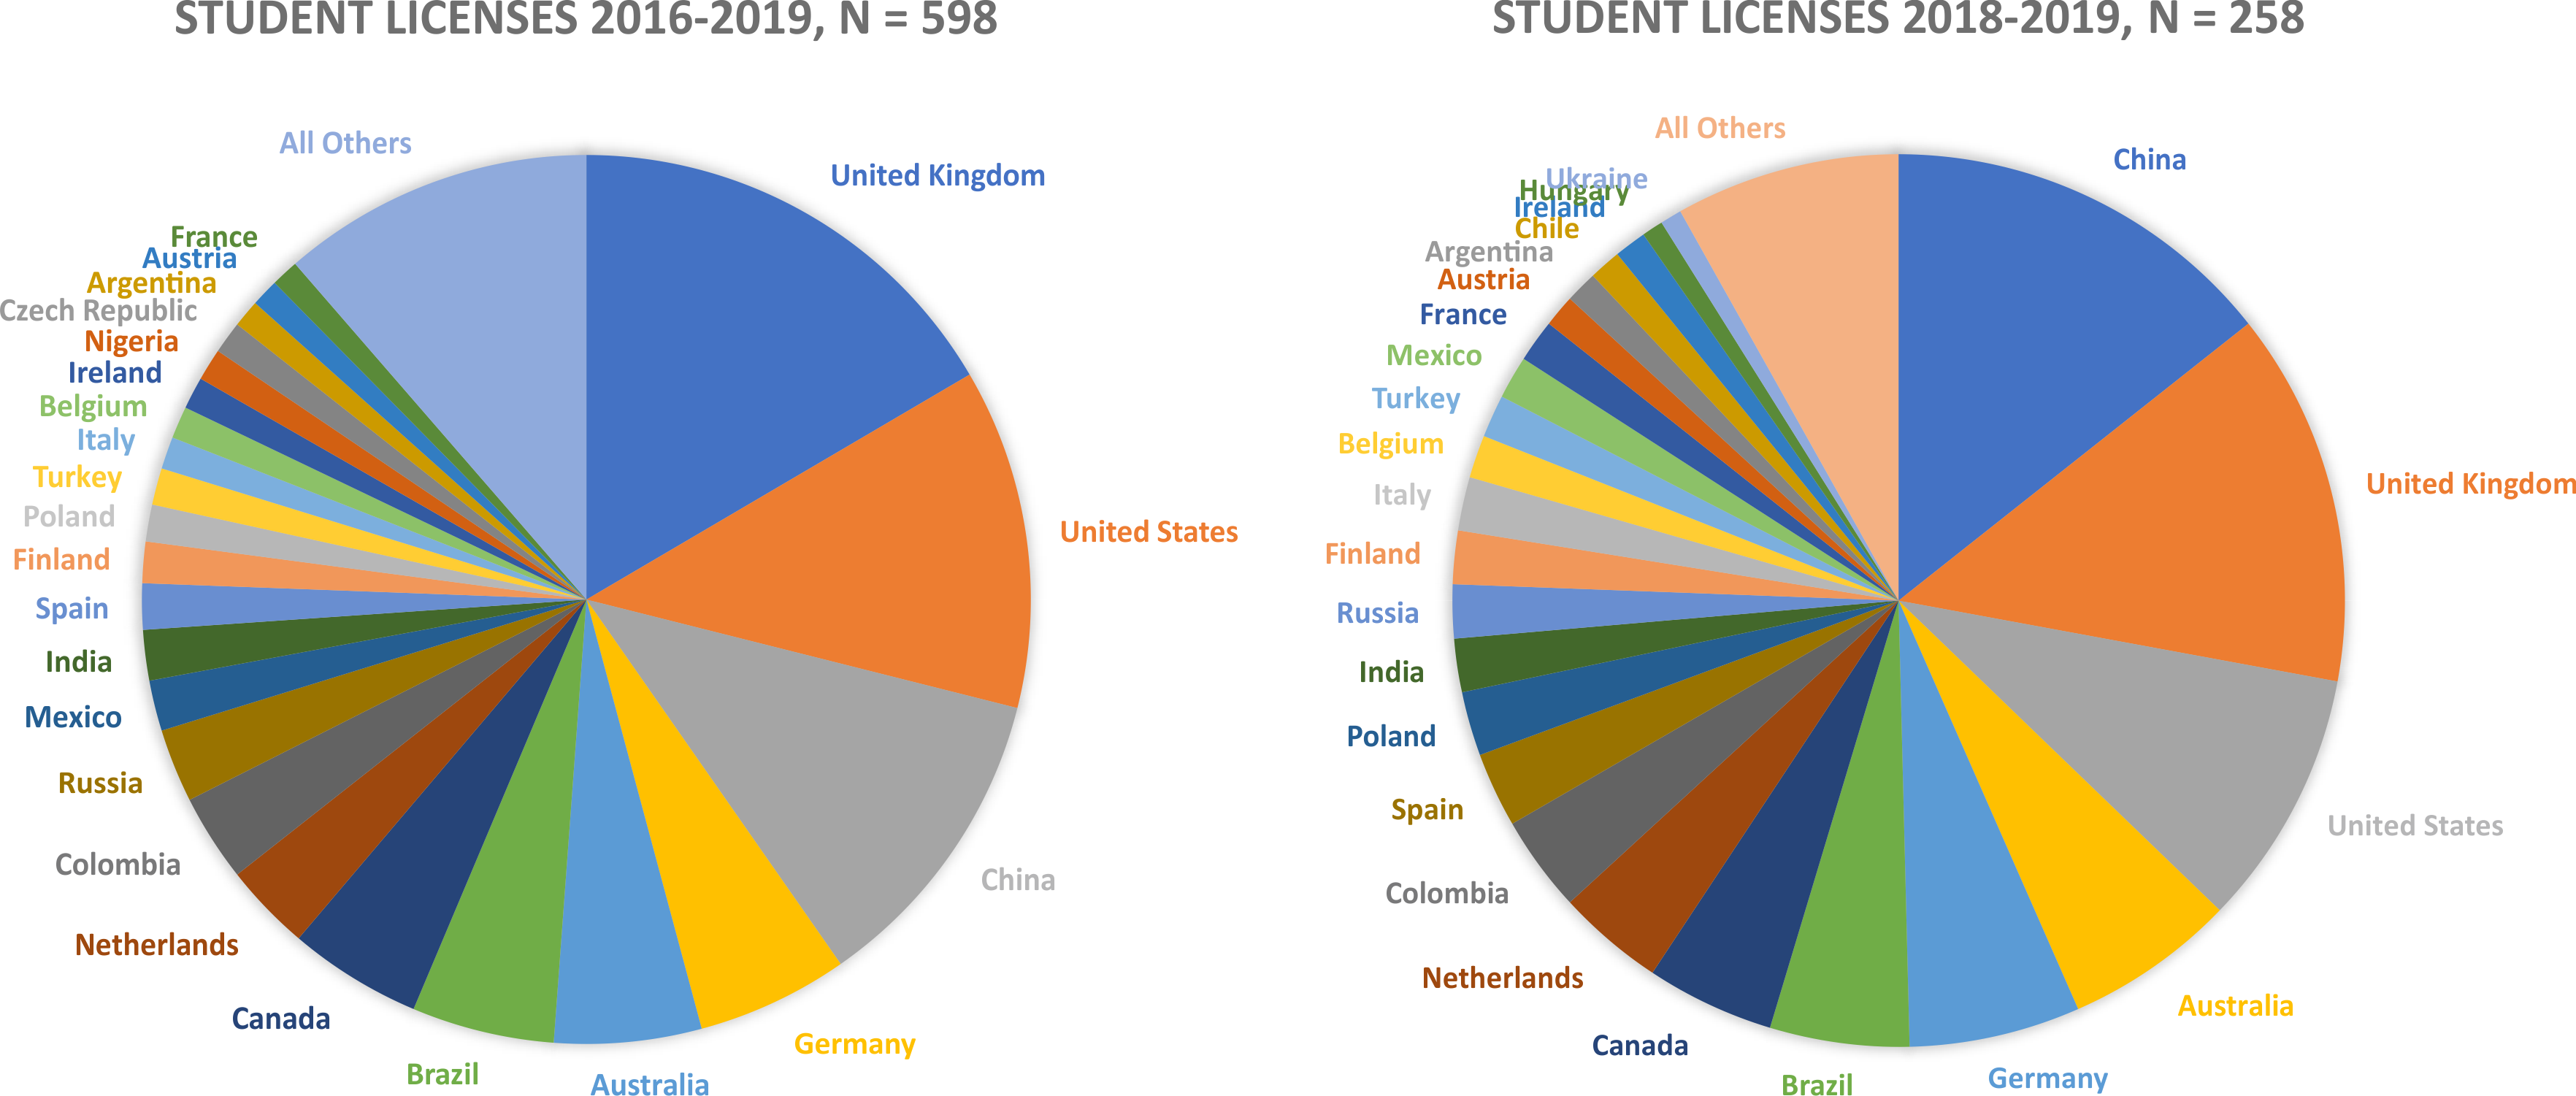 STUDENT LICENSES 2016-2019, N = 598
All Others
United Kingdom
France
Austria
Argentina
Czech Republic
Nigeria
Ireland
Belgium
Italy
Turkey
Poland
United States
Finland
Spain
India
Mexico
Russia
Colombia
China
Netherlands
Canada
Germany
Brazil
Australia
STUDENT LICENSES 2018-2019, N = 258
All Others
China
Ukraine
Hungary
Ireland
Chile
Argentina
Austria
France
Mexico
Turkey
Belgium
United Kingdom
Italy
Finland
Russia
India
Poland
Spain
United States
Colombia
Netherlands
Australia
Canada
Germany
Brazil